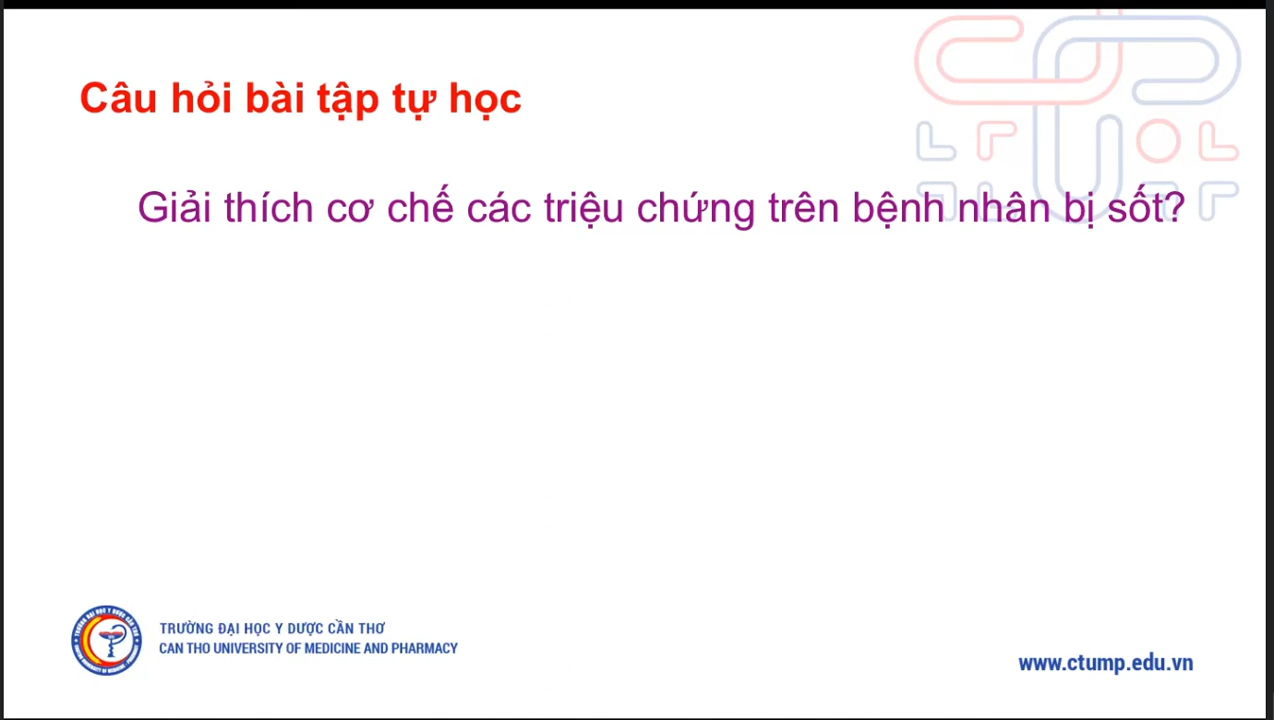 Câu hỏi bài tập tự học
Giải thích cơ chế các triệu chứng trên bệnh nhân bị sốt?
TRƯỜNG ĐẠI HỌC Y DƯỢC CẦN THƠ
CAN THO UNIVERSITY OF MEDICINE AND PHARMACY
www.ctump.edu.vn